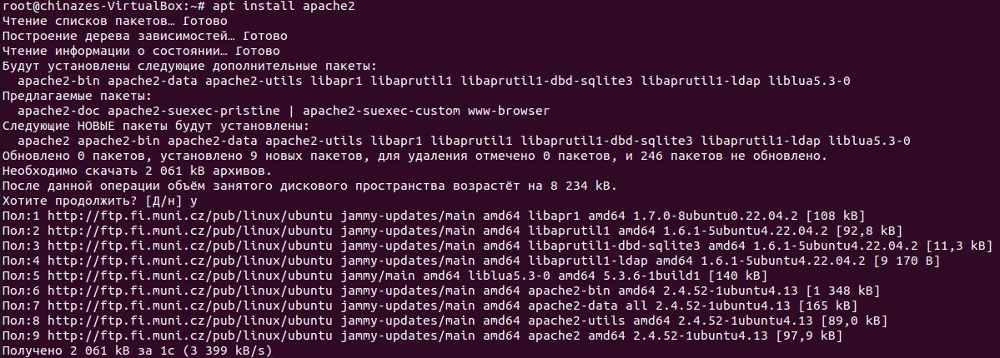 root@chinazes-VirtualBox:~# apt install apache2
Чтение списков пакетов… Готово
Построение дерева зависимостей… Готово
Чтение информации о состоянии… Готово
Будут установлены следующие дополнительные пакеты:
  apache2-bin apache2-data apache2-utils libapr1 libaprutil1 libaprutil1-dbd-sqlite3 libaprutil1-ldap liblua5.3-0
Предлагаемые пакеты:
  apache2-doc apache2-suexec-pristine | apache2-suexec-custom www-browser
Следующие НОВЫЕ пакеты будут установлены:
  apache2 apache2-bin apache2-data apache2-utils libapr1 libaprutil1 libaprutil1-dbd-sqlite3 libaprutil1-ldap liblua5.3-0
Обновлено 0 пакетов, установлено 9 новых пакетов, для удаления отмечено 0 пакетов, и 246 пакетов не обновлено.
Необходимо скачать 2 061 kB архивов.
После данной операции объём занятого дискового пространства возрастёт на 8 234 kB.
Хотите продолжить? [Д/н] y
Пол:1 http://ftp.fi.muni.cz/pub/linux/ubuntu jammy-updates/main amd64 libapr1 amd64 1.7.0-8ubuntu0.22.04.2 [108 kB]
Пол:2 http://ftp.fi.muni.cz/pub/linux/ubuntu jammy-updates/main amd64 libaprutil1 amd64 1.6.1-5ubuntu4.22.04.2 [92,8 kB]
Пол:3 http://ftp.fi.muni.cz/pub/linux/ubuntu jammy-updates/main amd64 libaprutil1-dbd-sqlite3 amd64 1.6.1-5ubuntu4.22.04.2 [11,3 kB]
Пол:4 http://ftp.fi.muni.cz/pub/linux/ubuntu jammy-updates/main amd64 libaprutil1-ldap amd64 1.6.1-5ubuntu4.22.04.2 [9 170 B]
Пол:5 http://ftp.fi.muni.cz/pub/linux/ubuntu jammy/main amd64 liblua5.3-0 amd64 5.3.6-1build1 [140 kB]
Пол:6 http://ftp.fi.muni.cz/pub/linux/ubuntu jammy-updates/main amd64 apache2-bin amd64 2.4.52-1ubuntu4.13 [1 348 kB]
Пол:7 http://ftp.fi.muni.cz/pub/linux/ubuntu jammy-updates/main amd64 apache2-data all 2.4.52-1ubuntu4.13 [165 kB]
Пол:8 http://ftp.fi.muni.cz/pub/linux/ubuntu jammy-updates/main amd64 apache2-utils amd64 2.4.52-1ubuntu4.13 [89,0 kB]
Пол:9 http://ftp.fi.muni.cz/pub/linux/ubuntu jammy-updates/main amd64 apache2 amd64 2.4.52-1ubuntu4.13 [97,9 kB]
Получено 2 061 kB за 1с (3 399 kB/s)